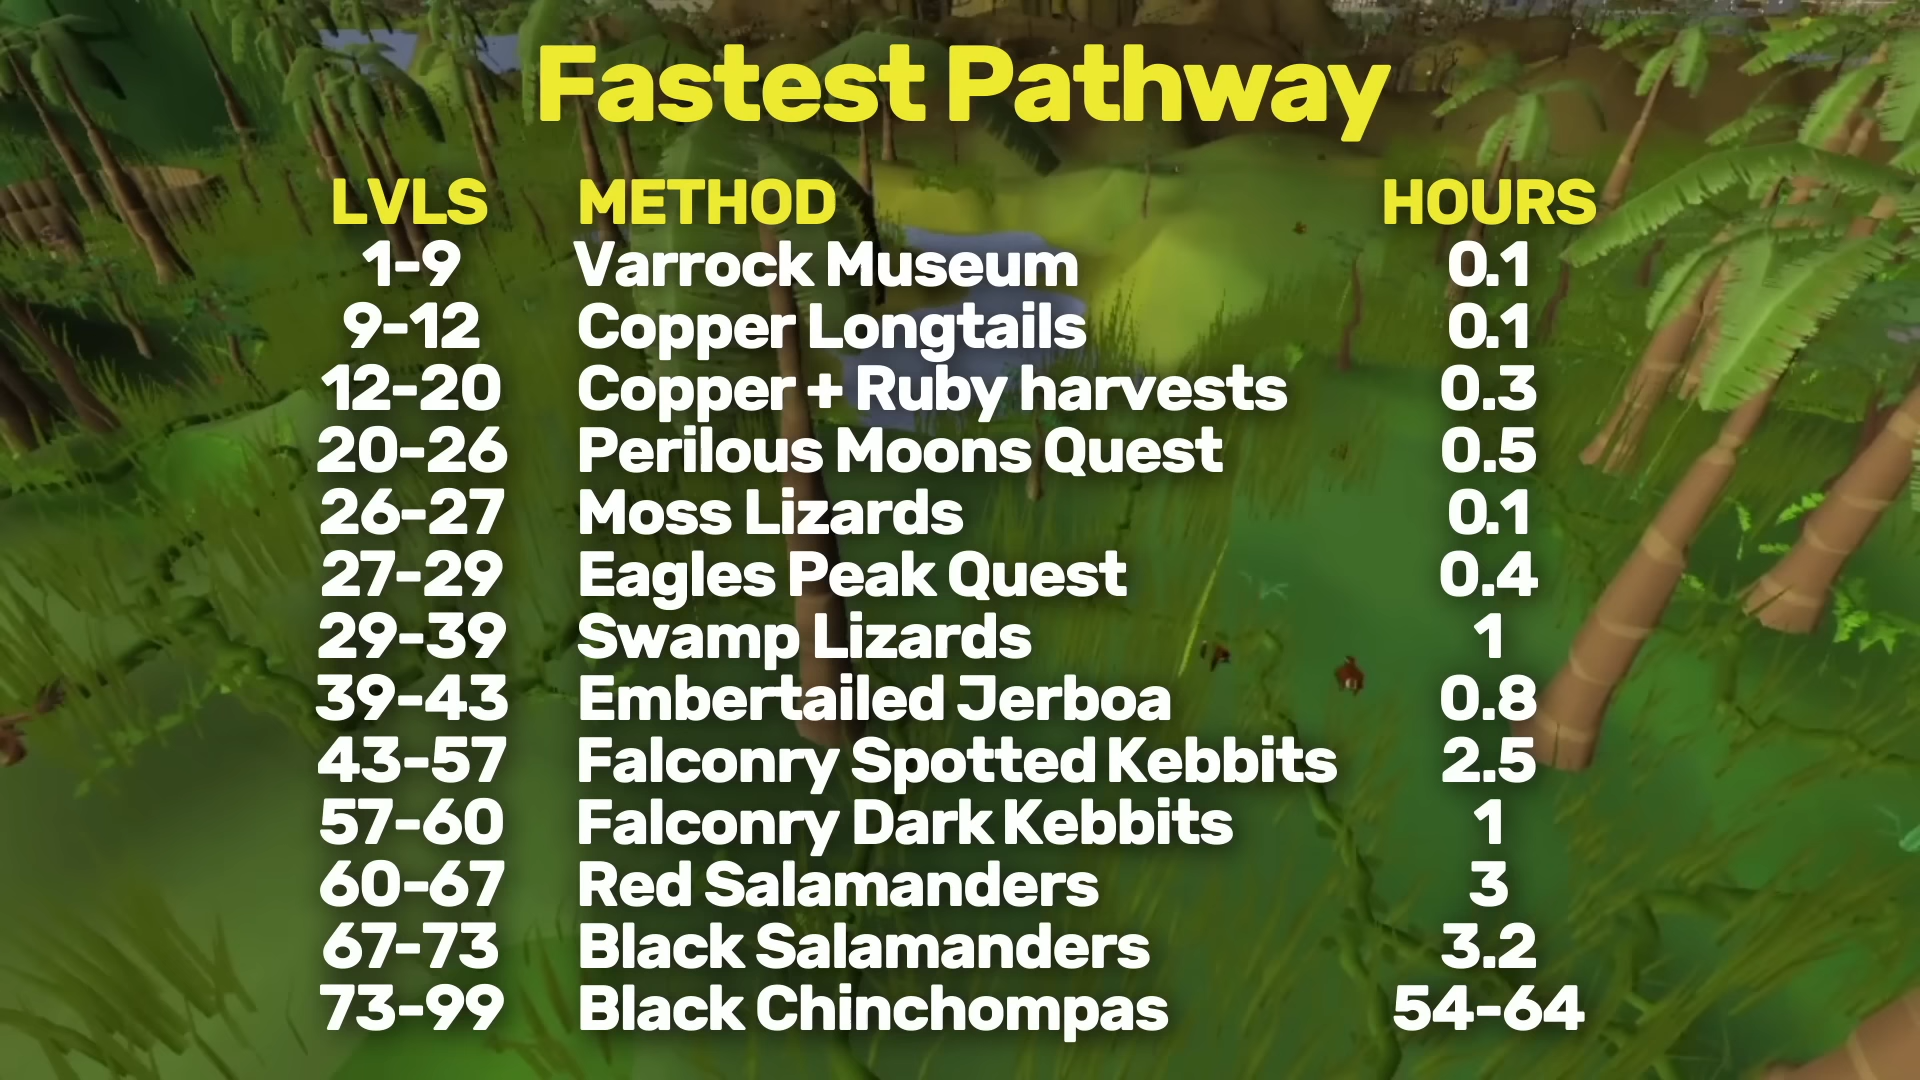 Fastest Pathway
LVLS METHOD HOURS
1-9 Varrock Museum 0.1
9-12 Copper Longtails 0.1
12-20 Copper + Ruby harvests 0.3
20-26 Perilous Moons Quest 0.5
26-27 Moss Lizards 0.1
27-29 Eagles Peak Quest 0.4
29-39 Swamp Lizards 1
39-43 Embertailed Jerboa 0.8
43-57 Falconry Spotted Kebbits 2.5
57-60 Falconry Dark Kebbits 1
60-67 Red Salamanders 3
67-73 Black Salamanders 3.2
73-99 Black Chinchompas 54-64